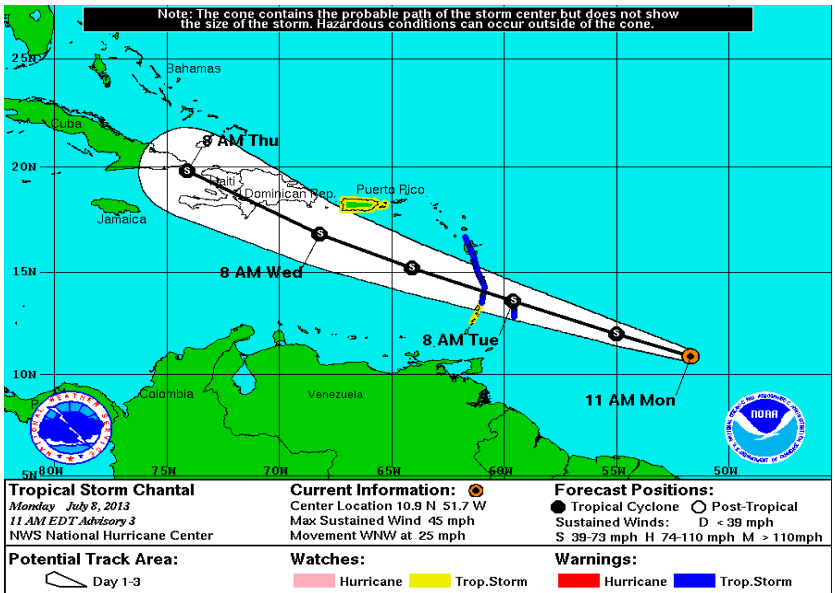 Note: The cone contains the probable path of the storm center but does not show
the size of the storm. Hazardous conditions can occur outside of the cone.
25N
Bahamas
Cuba
8 AM Thu
20N
Haiti
Dominican Rep.
Puerto Rico
Jamaica
8 AM Wed
15N
8 AM Tue
10N
11 AM Mon
Colombia
Venezuela
NATIONAL WEATHER SERVICE
NOAA
5N
80W
75W
70W
65W
60W
55W
50W
S
S
S
S
S
Tropical Storm Chantal
Monday July 8, 2013
11 AM EDT Advisory 3
NWS National Hurricane Center
Current Information:
Center Location 10.9 N 51.7 W
Max Sustained Wind 45 mph
Movement WNW at 25 mph
Forecast Positions:
Tropical Cyclone Post-Tropical
Sustained Winds: D < 39 mph
S 39-73 mph H 74-110 mph M > 110mph
Potential Track Area:
Day 1-3
Watches:
Hurricane Trop.Storm
Warnings:
Hurricane Trop.Storm